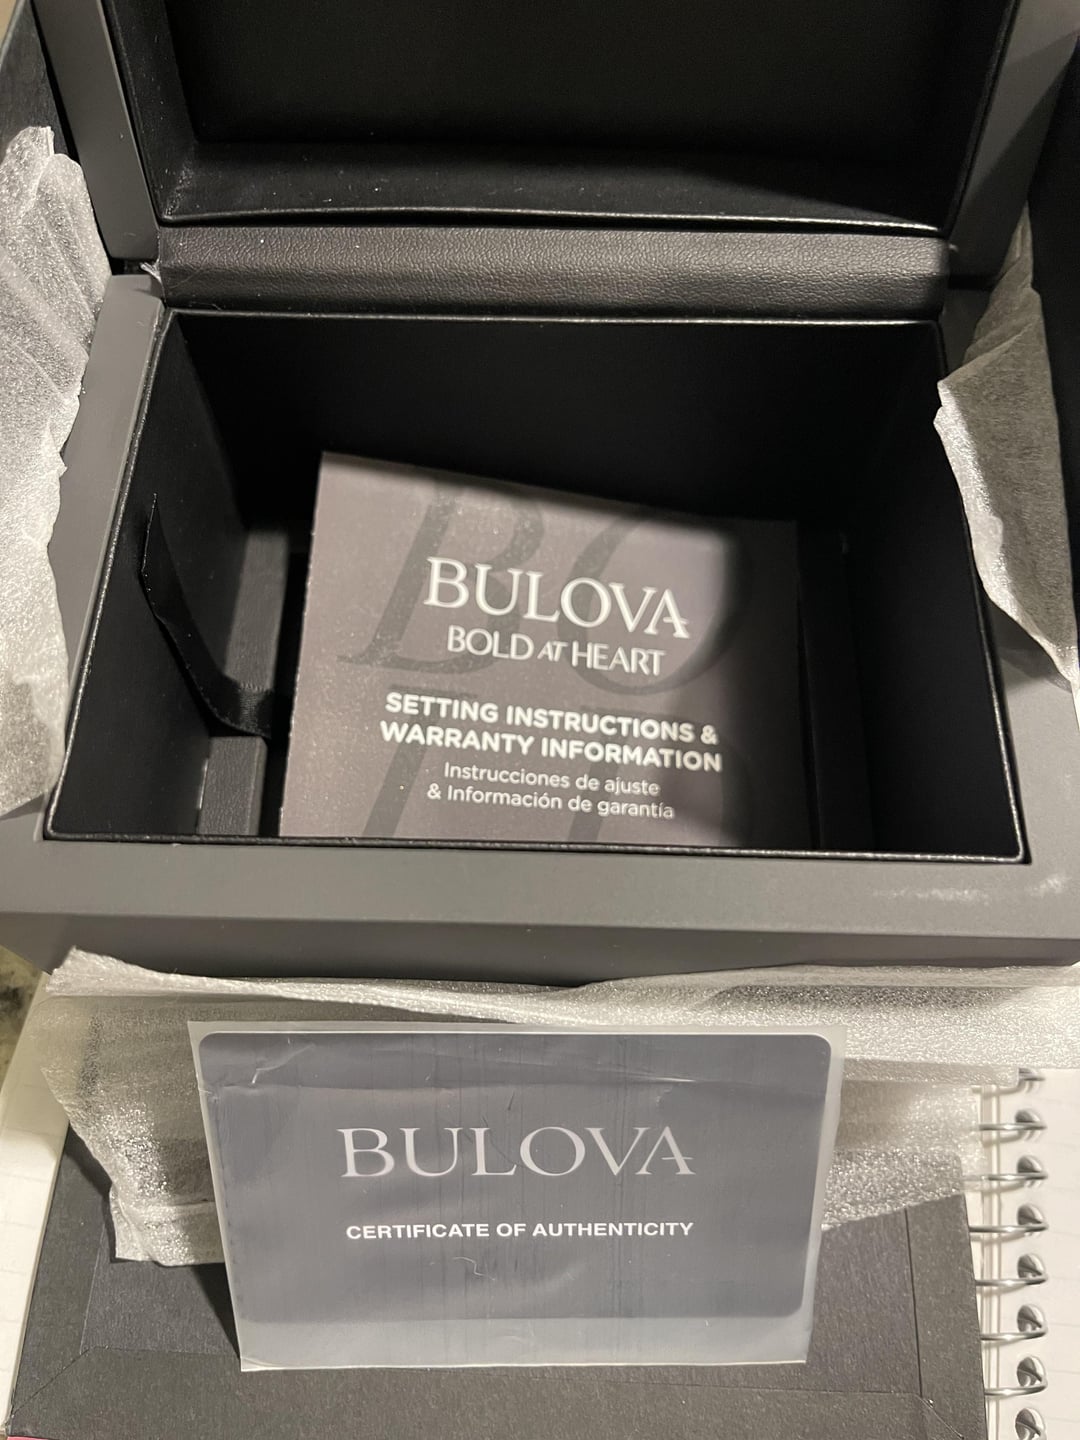 BULOVA
BOLD AT HEART
SETTING INSTRUCTIONS &
WARRANTY INFORMATION
Instrucciones de ajuste
& Información de garantía
BULOVA
CERTIFICATE OF AUTHENTICITY